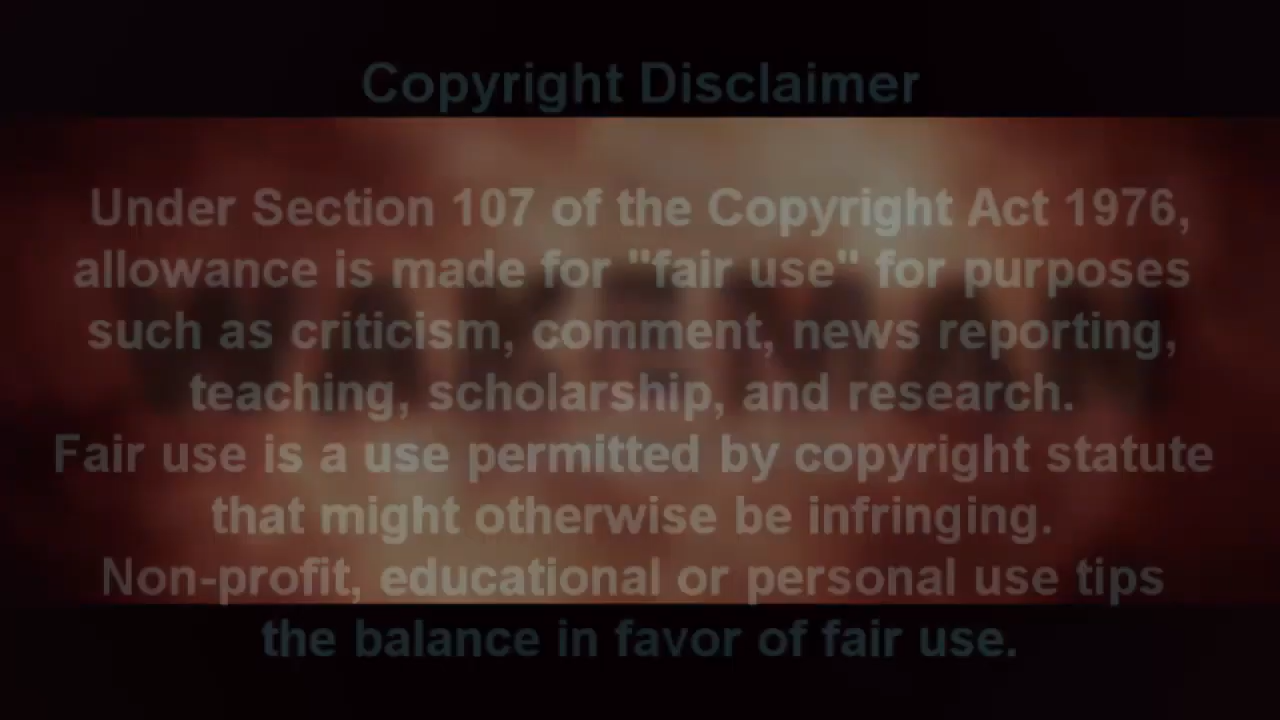 Copyright Disclaimer
Under Section 107 of the Copyright Act 1976,
allowance is made for "fair use" for purposes
such as criticism, comment, news reporting,
teaching, scholarship, and research.
Fair use is a use permitted by copyright statute
that might otherwise be infringing.
Non-profit, educational or personal use tips
the balance in favor of fair use.
WAKEMAN